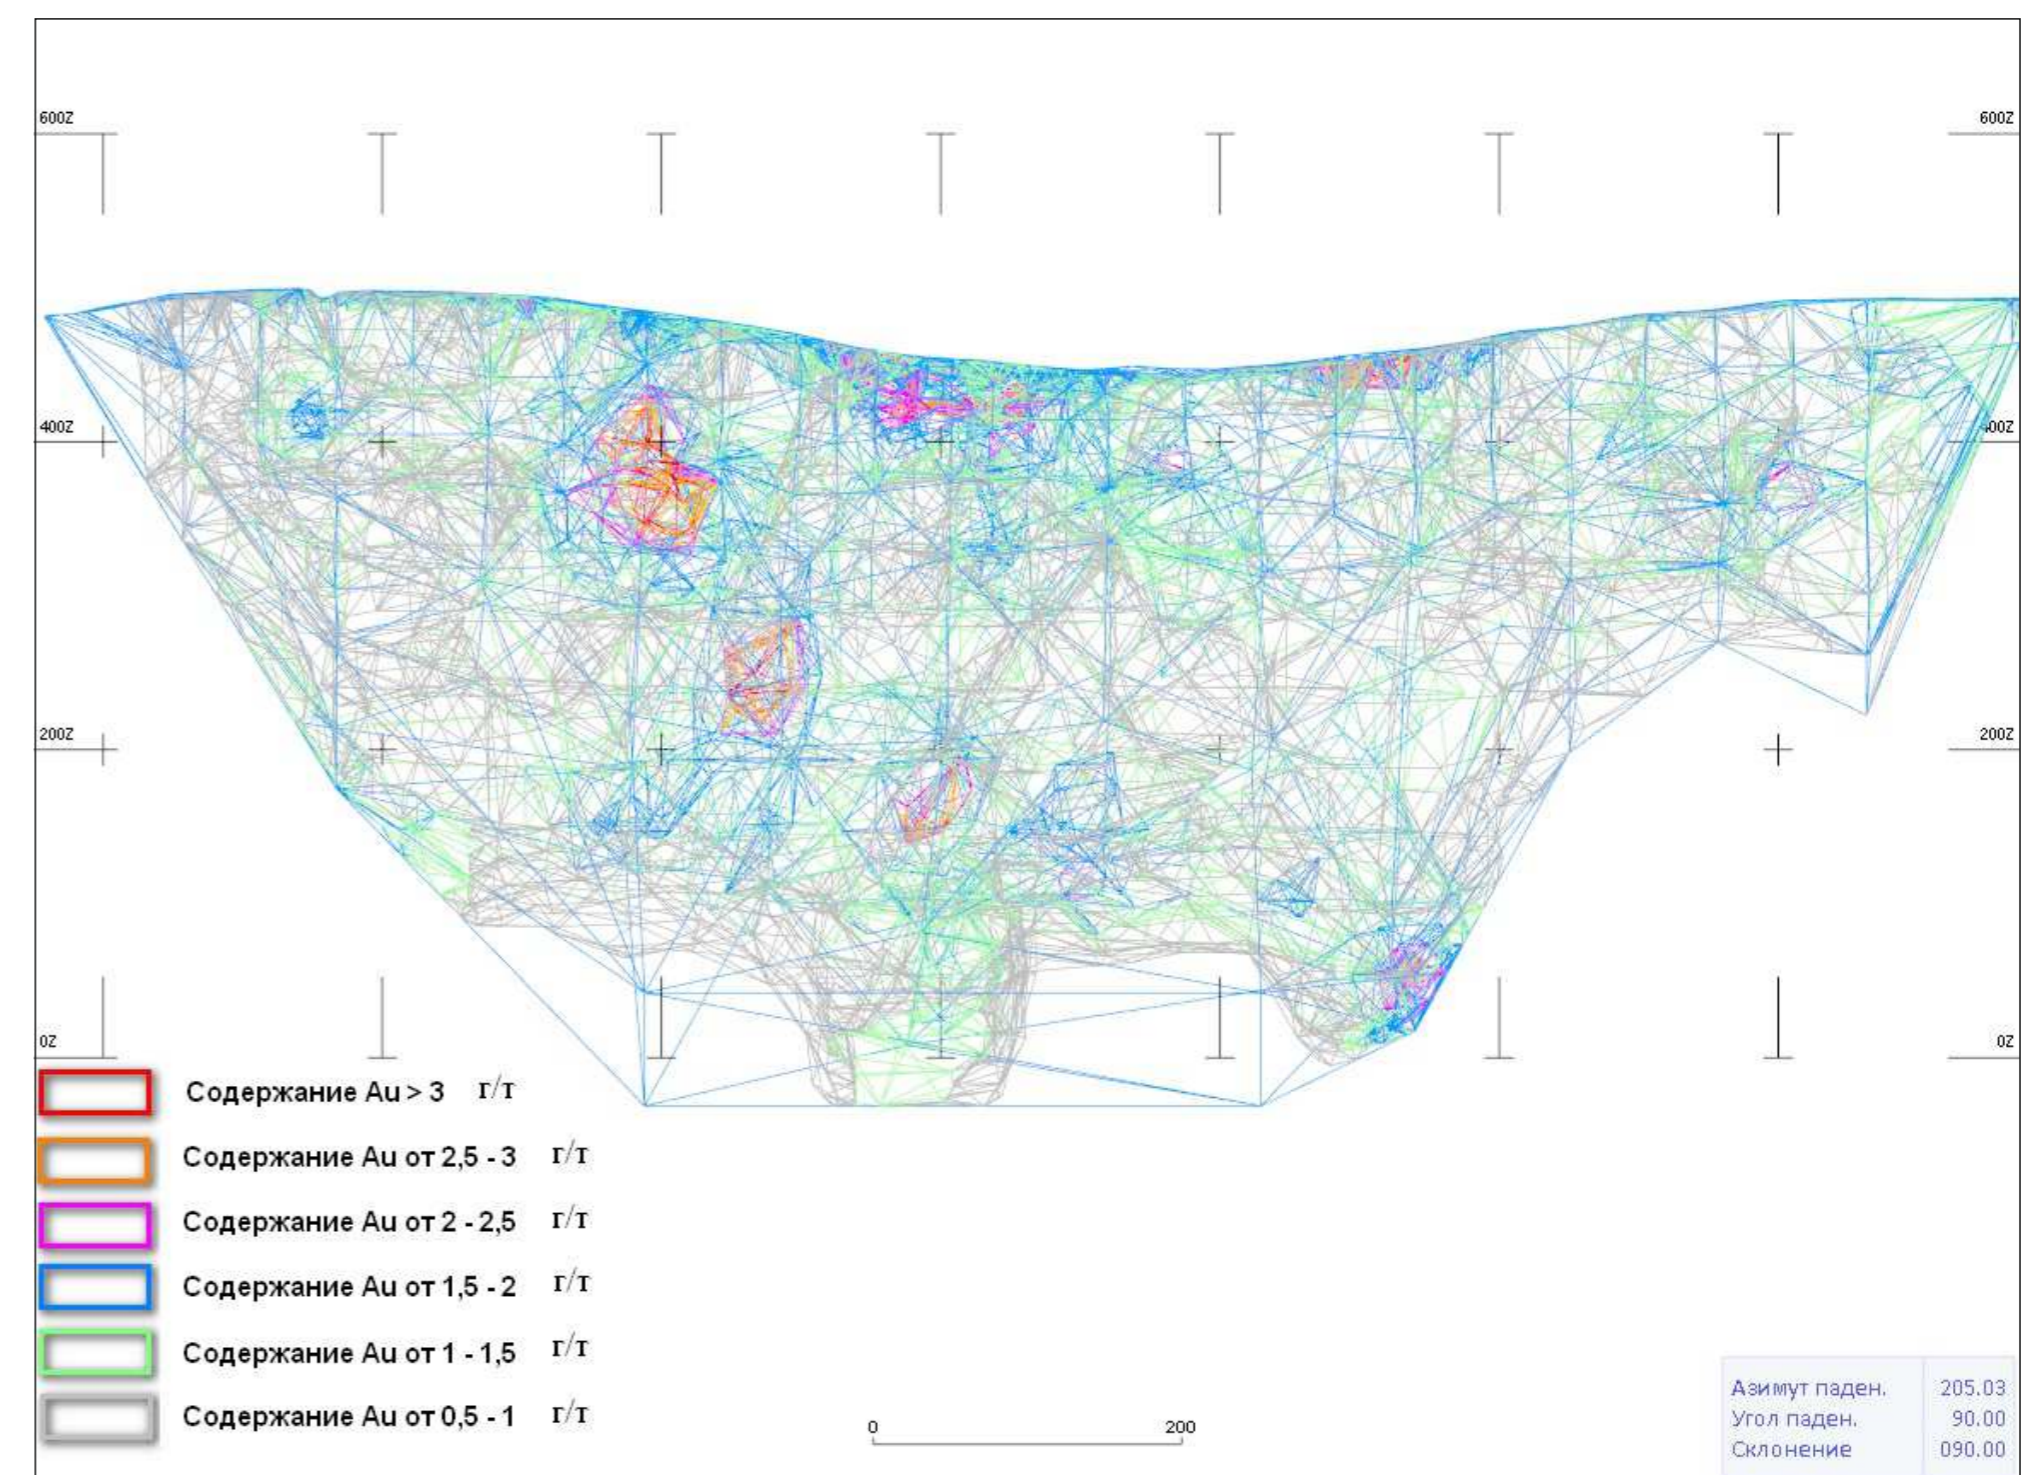 600Z 600Z
400Z 400Z
200Z 200Z
0Z 0Z
Содержание Au > 3 г/т
Содержание Au от 2,5 - 3 г/т
Содержание Au от 2 - 2,5 г/т
Содержание Au от 1,5 - 2 г/т
Содержание Au от 1 - 1,5 г/т
Содержание Au от 0,5 - 1 г/т
0 200
Азимут паден. 205.03
Угол паден. 90.00
Склонение 090.00